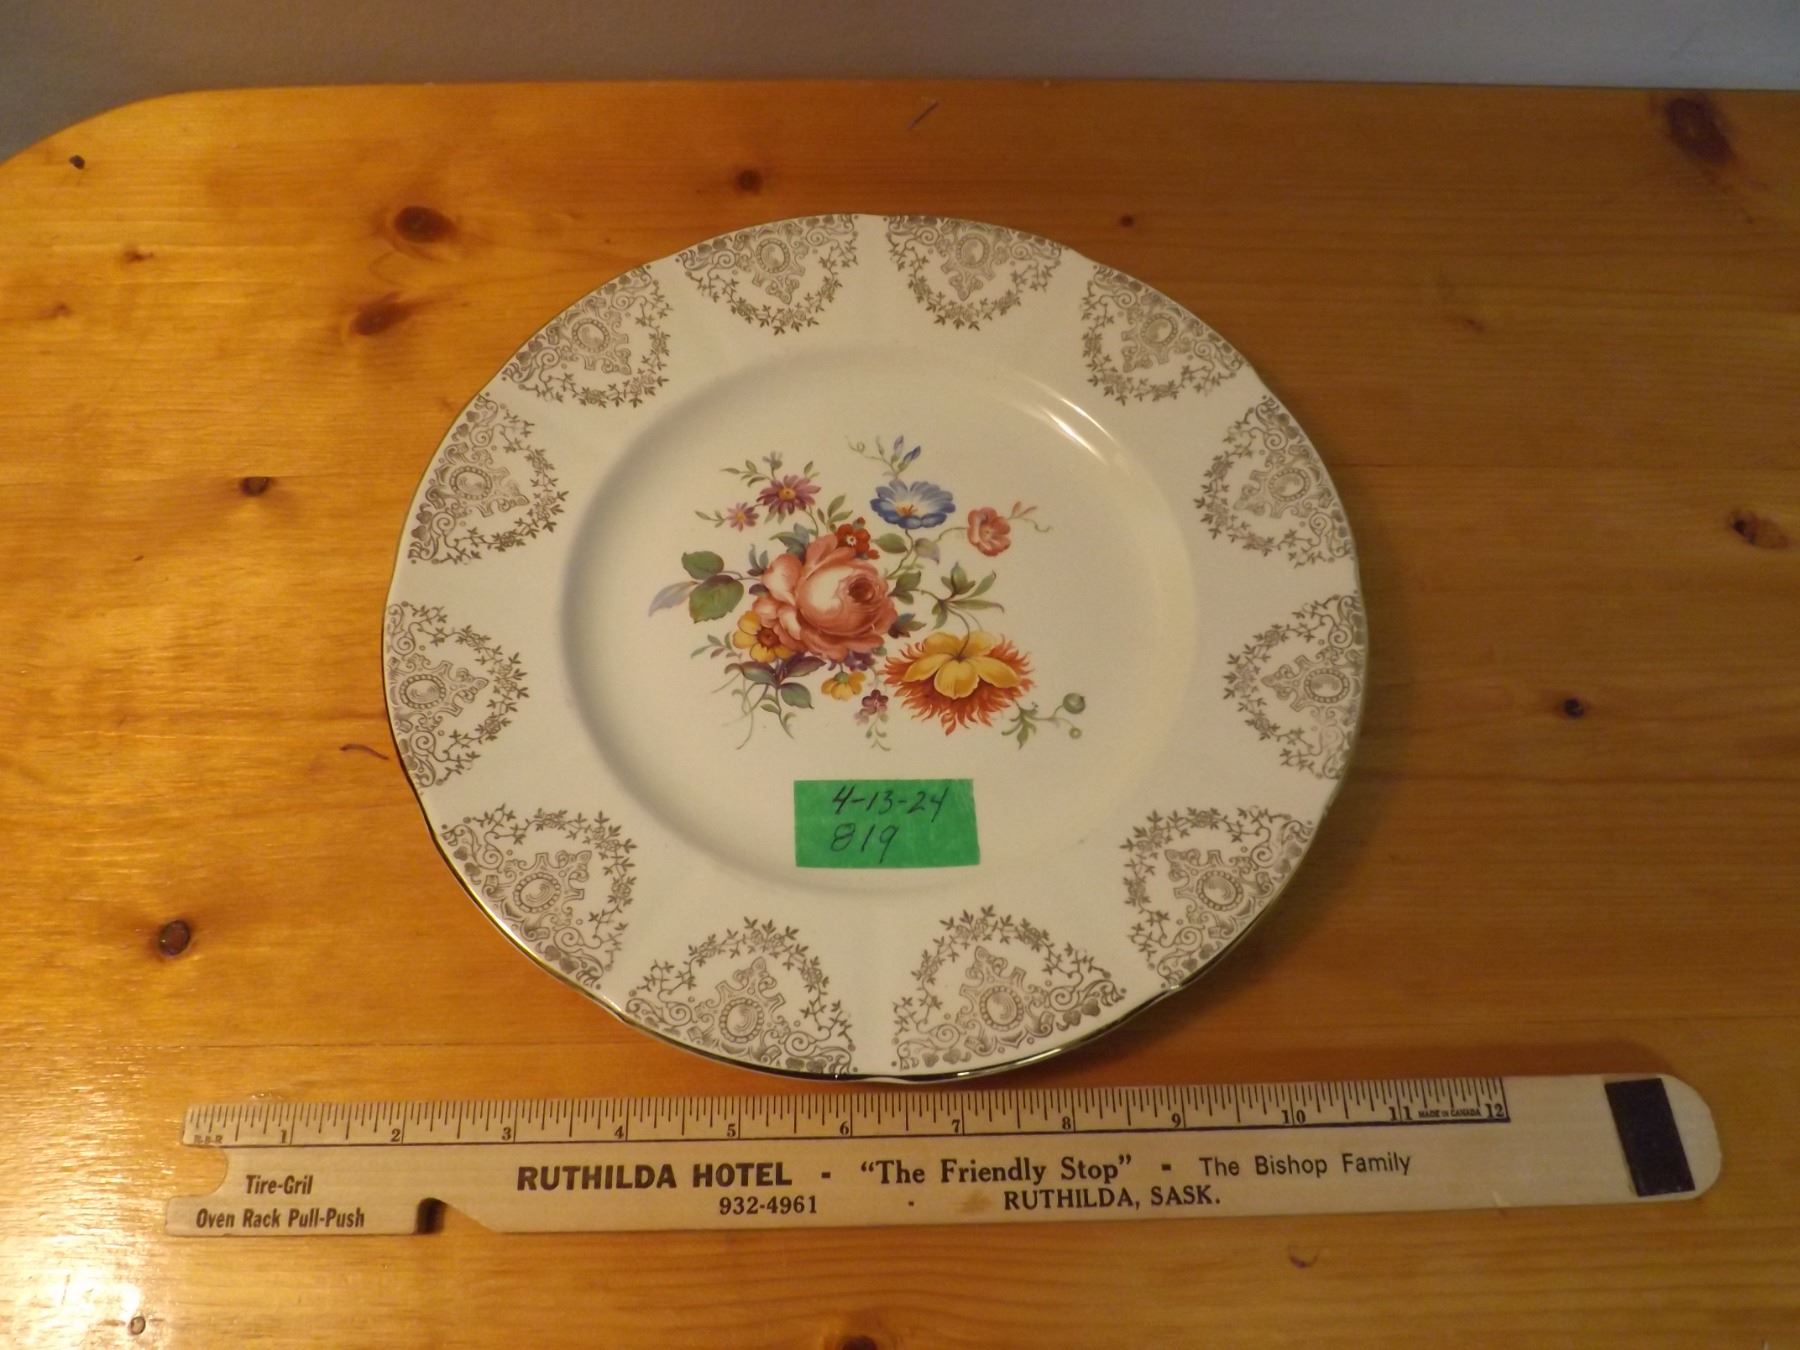 4-13-24
819
1 2 3 4 5 6 7 8 9 10 11 MADE IN CANADA 12
Tire-Gril
Oven Rack Pull-Push
RUTHILDA HOTEL - "The Friendly Stop" - The Bishop Family
932-4961 - RUTHILDA, SASK.